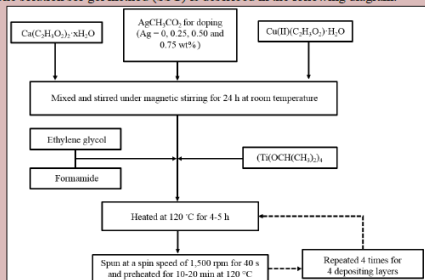 AgCH₃CO₂ for doping
(Ag = 0, 0.25, 0.50 and
0.75 wt% )
Ca(C₂H₃O₂)₂·xH₂O
Cu(II)(C₂H₃O₂)·H₂O
Mixed and stirred under magnetic stirring for 24 h at room temperature
Ethylene glycol
Formamide
(Ti(OCH(CH₃)₂)₄
Heated at 120 °C for 4-5 h
Spun at a spin speed of 1,500 rpm for 40 s
and preheated for 10-20 min at 120 °C
Repeated 4 times for
4 depositing layers